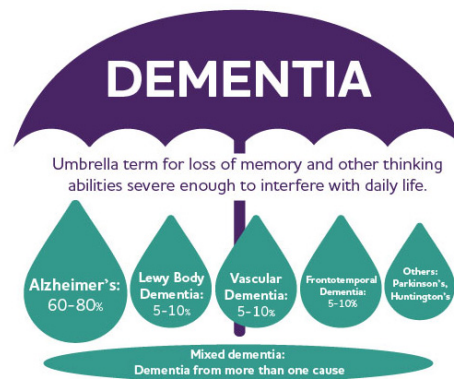 DEMENTIA
Umbrella term for loss of memory and other thinking
abilities severe enough to interfere with daily life.
Alzheimer's:
60-80%
Lewy Body
Dementia:
5-10%
Vascular
Dementia:
5-10%
Frontotemporal
Dementia:
5-10%
Others:
Parkinson's,
Huntington's
Mixed dementia:
Dementia from more than one cause